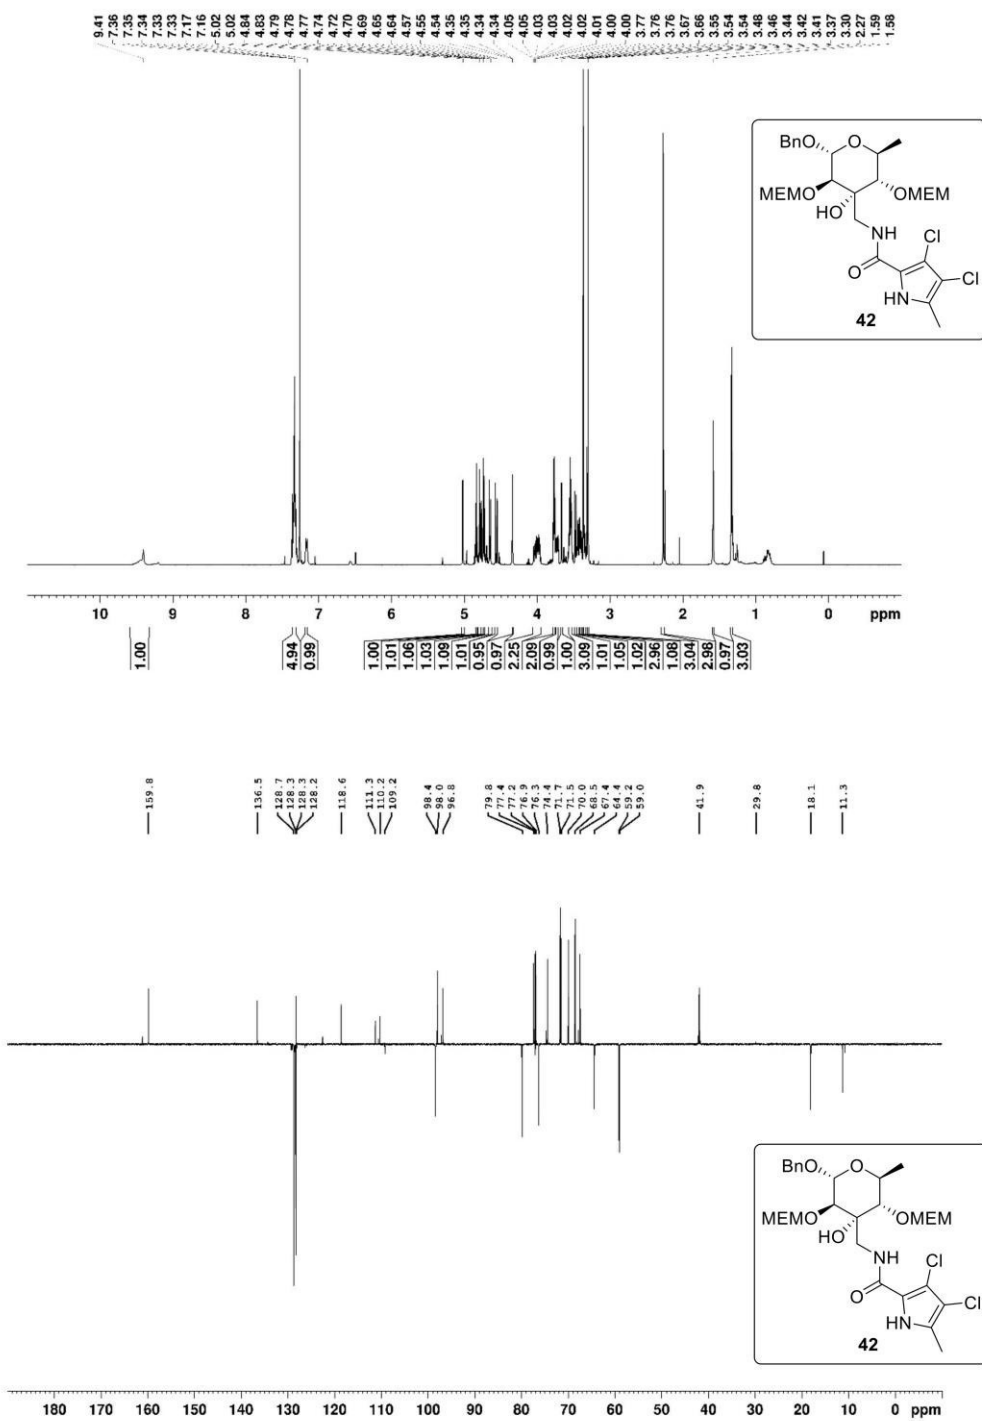 9.41 7.36 7.35 7.34 7.33 7.33 7.17 7.16 5.02 5.02 4.84 4.83 4.79 4.78 4.77 4.74 4.72 4.70 4.69 4.65 4.64 4.57 4.55 4.54 4.35 4.35 4.34 4.34 4.05 4.05 4.03 4.03 4.02 4.02 4.01 4.00 4.00 3.77 3.76 3.76 3.67 3.66 3.55 3.54 3.54 3.48 3.46 3.44 3.42 3.41 3.37 3.30 2.27 1.59 1.58
BnO
O
MEMO
OMEM
HO
NH
Cl
O
Cl
HN
42
10 9 8 7 6 5 4 3 2 1 0 ppm
1.00 4.94 0.99 1.00 1.01 1.06 1.03 1.09 1.01 0.95 0.97 2.25 2.09 0.99 1.00 3.09 1.01 1.05 1.02 2.96 1.08 3.04 2.98 0.97 3.03
159.8 136.5 128.7 128.3 128.3 128.2 118.6 111.3 110.2 109.2 98.4 98.0 96.8 79.8 77.4 77.2 76.9 76.3 74.4 71.7 71.5 70.0 68.5 67.4 64.4 59.2 59.0 41.9 29.8 18.1 11.3
BnO
O
MEMO
OMEM
HO
NH
Cl
O
Cl
HN
42
180 170 160 150 140 130 120 110 100 90 80 70 60 50 40 30 20 10 0 ppm